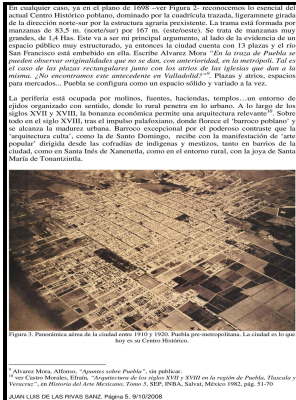 En cualquier caso, ya en el plano de 1698 –ver Figura 2- reconocemos lo esencial del
actual Centro Histórico poblano, dominado por la cuadrícula trazada, ligeramente girada
de la dirección norte-sur por la estructura agraria previa existente. La trama está formada por
manzanas de 83,5 m. (norte/sur) por 167 m. (este/oeste). Se trata de manzanas muy
grandes, de 1,4 Has. Este va a ser mi principal argumento, al lado de la evidencia de un
espacio público muy estructurado, ya entonces la ciudad cuenta con 13 plazas y el río
San Francisco está embebido en ella. Escribe Alvarez Mora "En la traza de Puebla se
pueden observar originalidades que no se dan, con anterioridad, en la metrópli. Tal es
el caso de las plazas rectangulares junto con los atrios de las iglesias que dan a la
misma. ¿No encontramos este antecedente en Valladolid?"⁹. Plazas y atrios, espacios
para mercados... Puebla se configura como un espacio sólido y variado a la vez.
La periferia está ocupada por molinos, fuentes, haciendas, templos…un entorno de
ejidos organizado con sentido, donde lo rural penetra en lo urbano. A lo largo de los
siglos XVII y XVIII, la bonanza económica permite una arquitectura relevante¹⁰. Sobre
todo en el siglo XVIII, tras el impulso palafoxiano, donde florece el 'barroco poblano' y
se alcanza la madurez urbana. Barroco excepcional por el poderoso contraste que la
'arquitectura culta', como la de Santo Domingo, recibe con la manifestación de 'arte
popular' dirigida desde las cofradías de indígenas y mestizos, tanto en barrios de la
ciudad, como en Santa Inés de Xanenetla, como en el entorno rural, con la joya de Santa
María de Tonantzintla.
Figura 3. Panorámica aérea de la ciudad entre 1910 y 1920. Puebla pre-metropolitana. La ciudad es lo que
hoy es su Centro Histórico.
⁹ Alvarez Mora, Alfonso, "Apuntes sobre Puebla", sin publicar.
¹⁰ ver Castro Morales, Efraín, "Arquitectura de los siglos XVII y XVIII en la región de Puebla, Tlaxcala y
Veracruz", en Historia del Arte Mexicano, Tomo 5, SEP, INBA, Salvat, México 1982, pág. 51-70
JUAN LUIS DE LAS RIVAS SANZ. Página 5. 9/10/2008